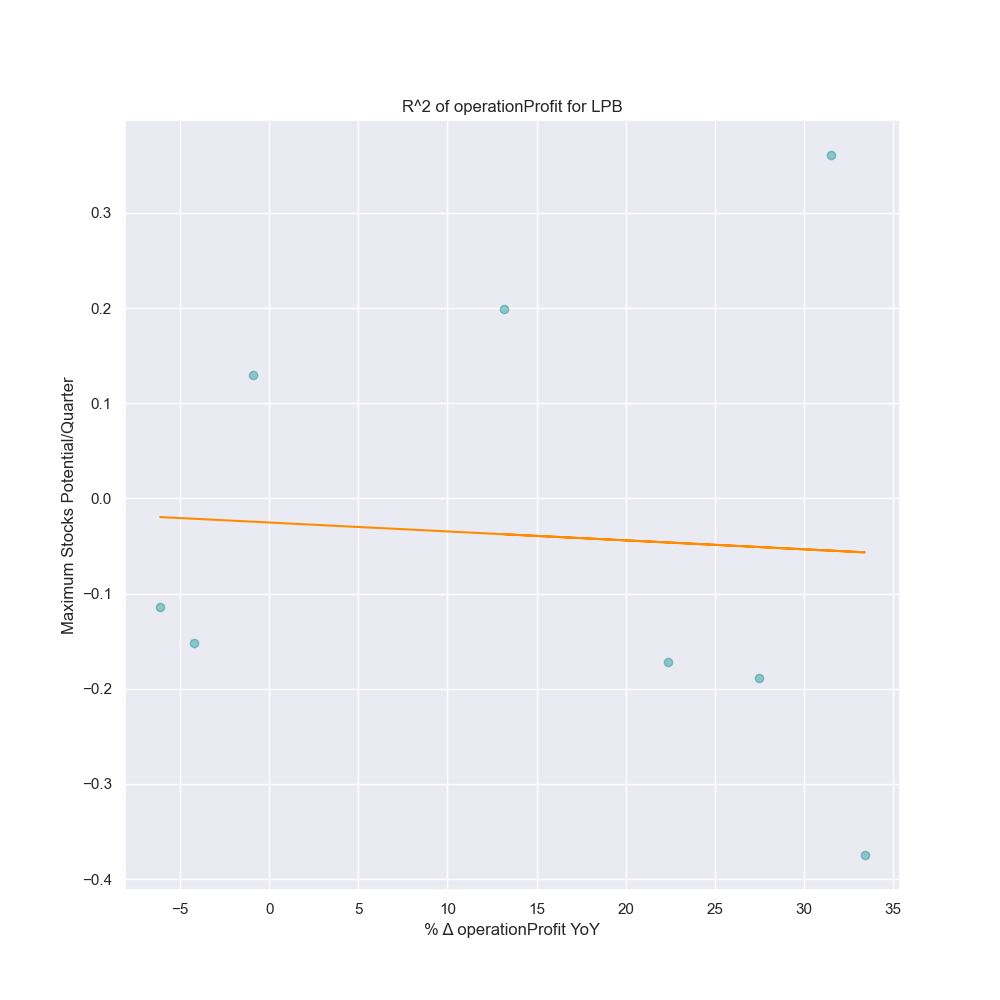 R^2 of operationProfit for LPB
Maximum Stocks Potential/Quarter
0.3
0.2
0.1
0.0
−0.1
−0.2
−0.3
−0.4
−5 0 5 10 15 20 25 30 35
% Δ operationProfit YoY